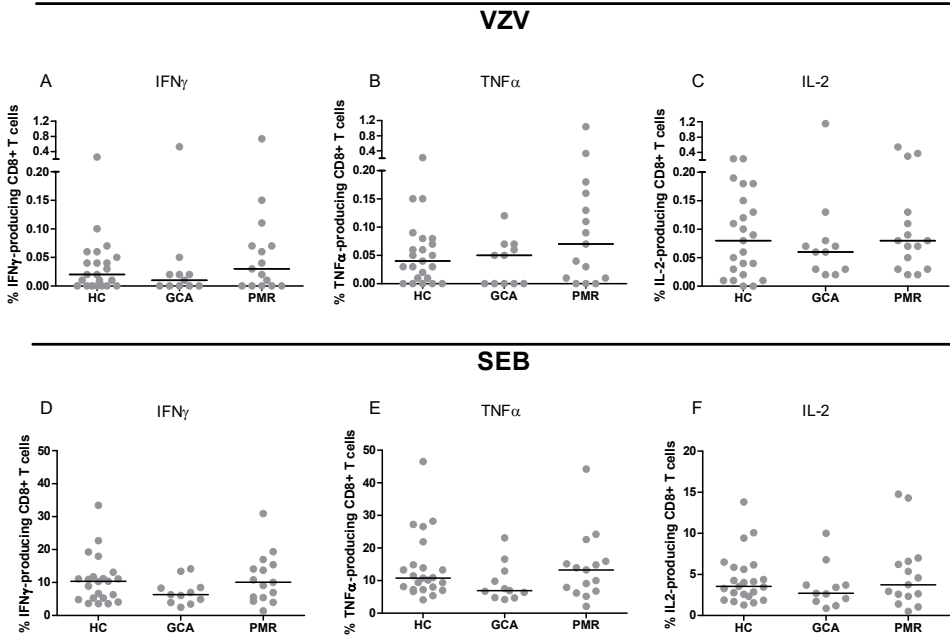 VZV
A IFNγ
B TNFα
C IL-2
% IFNγ-producing CD8+ T cells
1.2
0.8
0.4
0.20
0.15
0.10
0.05
0.00
HC GCA PMR
% TNFα-producing CD8+ T cells
1.2
0.8
0.4
0.20
0.15
0.10
0.05
0.00
HC GCA PMR
% IL-2-producing CD8+ T cells
1.2
0.8
0.4
0.20
0.15
0.10
0.05
0.00
HC GCA PMR
SEB
D IFNγ
E TNFα
F IL-2
% IFNγ-producing CD8+ T cells
50
40
30
20
10
0
HC GCA PMR
% TNFα-producing CD8+ T cells
50
40
30
20
10
0
HC GCA PMR
% IL2-producing CD8+ T cells
20
15
10
5
0
HC GCA PMR